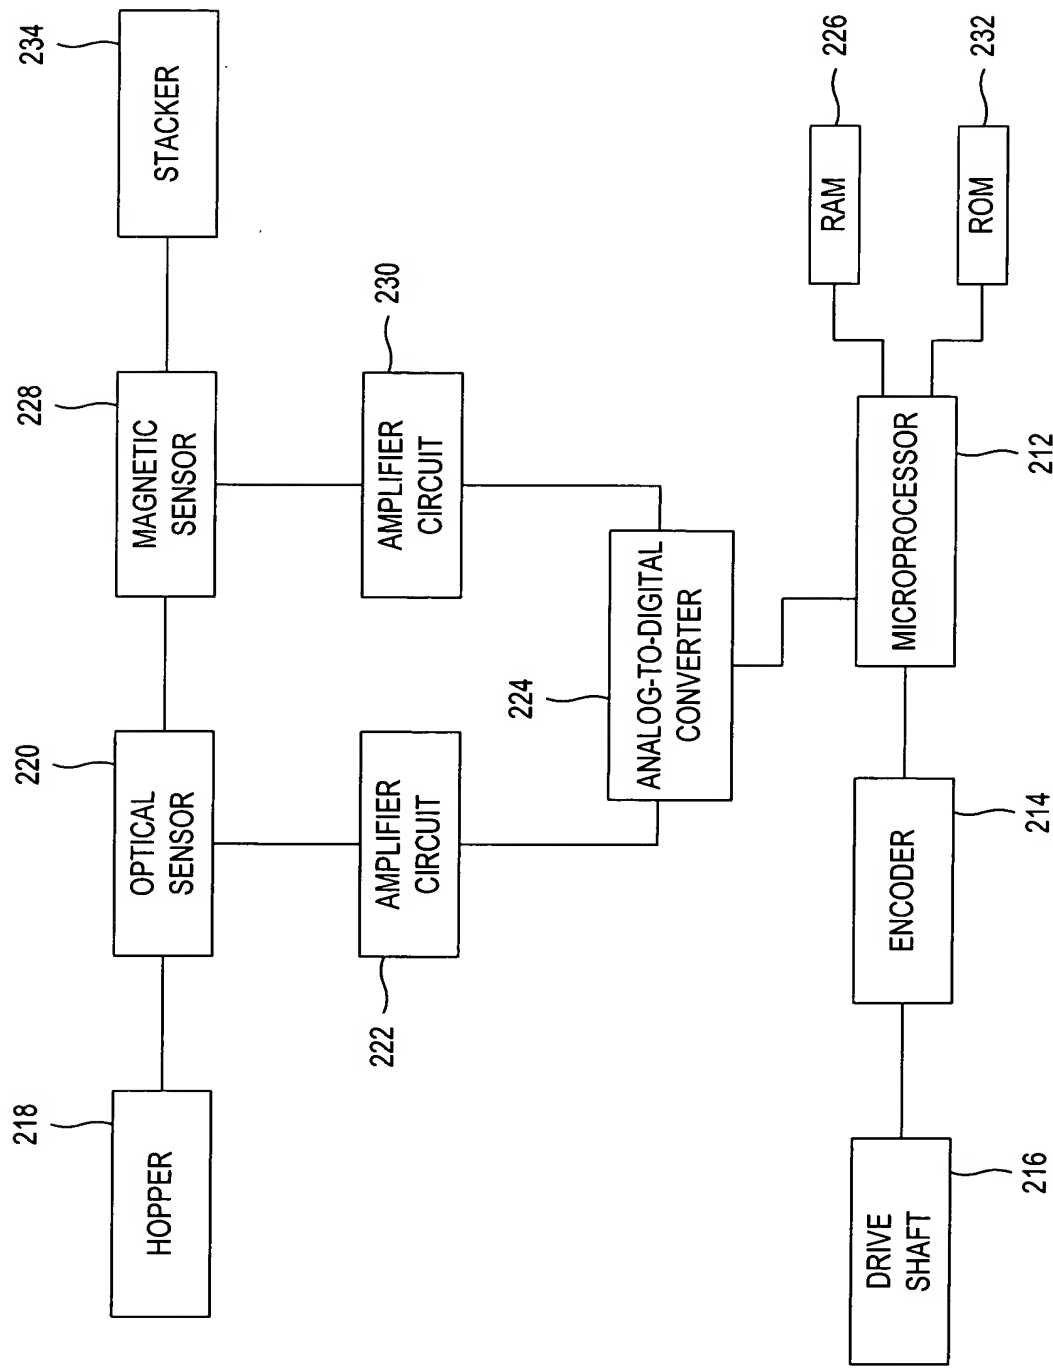 218
HOPPER
220
OPTICAL
SENSOR
228
MAGNETIC
SENSOR
234
STACKER
222
AMPLIFIER
CIRCUIT
230
AMPLIFIER
CIRCUIT
224
ANALOG-TO-DIGITAL
CONVERTER
226
RAM
232
ROM
DRIVE
SHAFT
216
ENCODER
214
MICROPROCESSOR
212